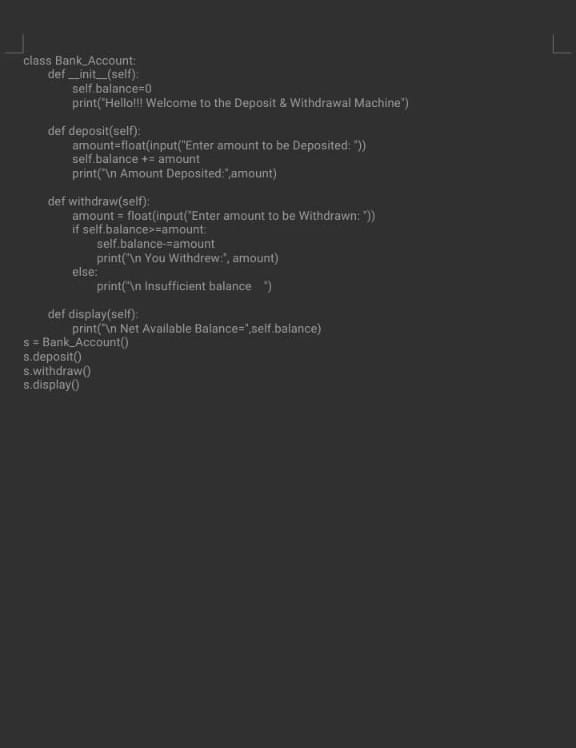 class Bank_Account:
    def __init__(self):
        self.balance=0
        print("Hello!!! Welcome to the Deposit & Withdrawal Machine")

    def deposit(self):
        amount=float(input("Enter amount to be Deposited: "))
        self.balance += amount
        print("\n Amount Deposited:",amount)

    def withdraw(self):
        amount = float(input("Enter amount to be Withdrawn: "))
        if self.balance>=amount:
            self.balance-=amount
            print("\n You Withdrew:", amount)
        else:
            print("\n Insufficient balance  ")

    def display(self):
        print("\n Net Available Balance=",self.balance)
s = Bank_Account()
s.deposit()
s.withdraw()
s.display()